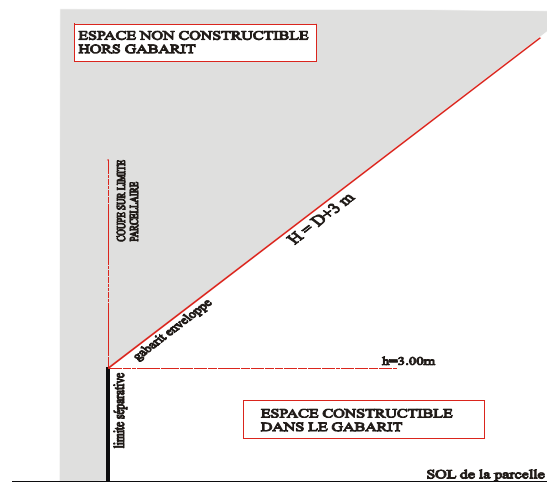 ESPACE NON CONSTRUCTIBLE
HORS GABARIT
COUPE SUR LIMITE
PARCELLAIRE
H = D+3 m
gabarit enveloppe
h=3.00m
limite séparative
ESPACE CONSTRUCTIBLE
DANS LE GABARIT
SOL de la parcelle